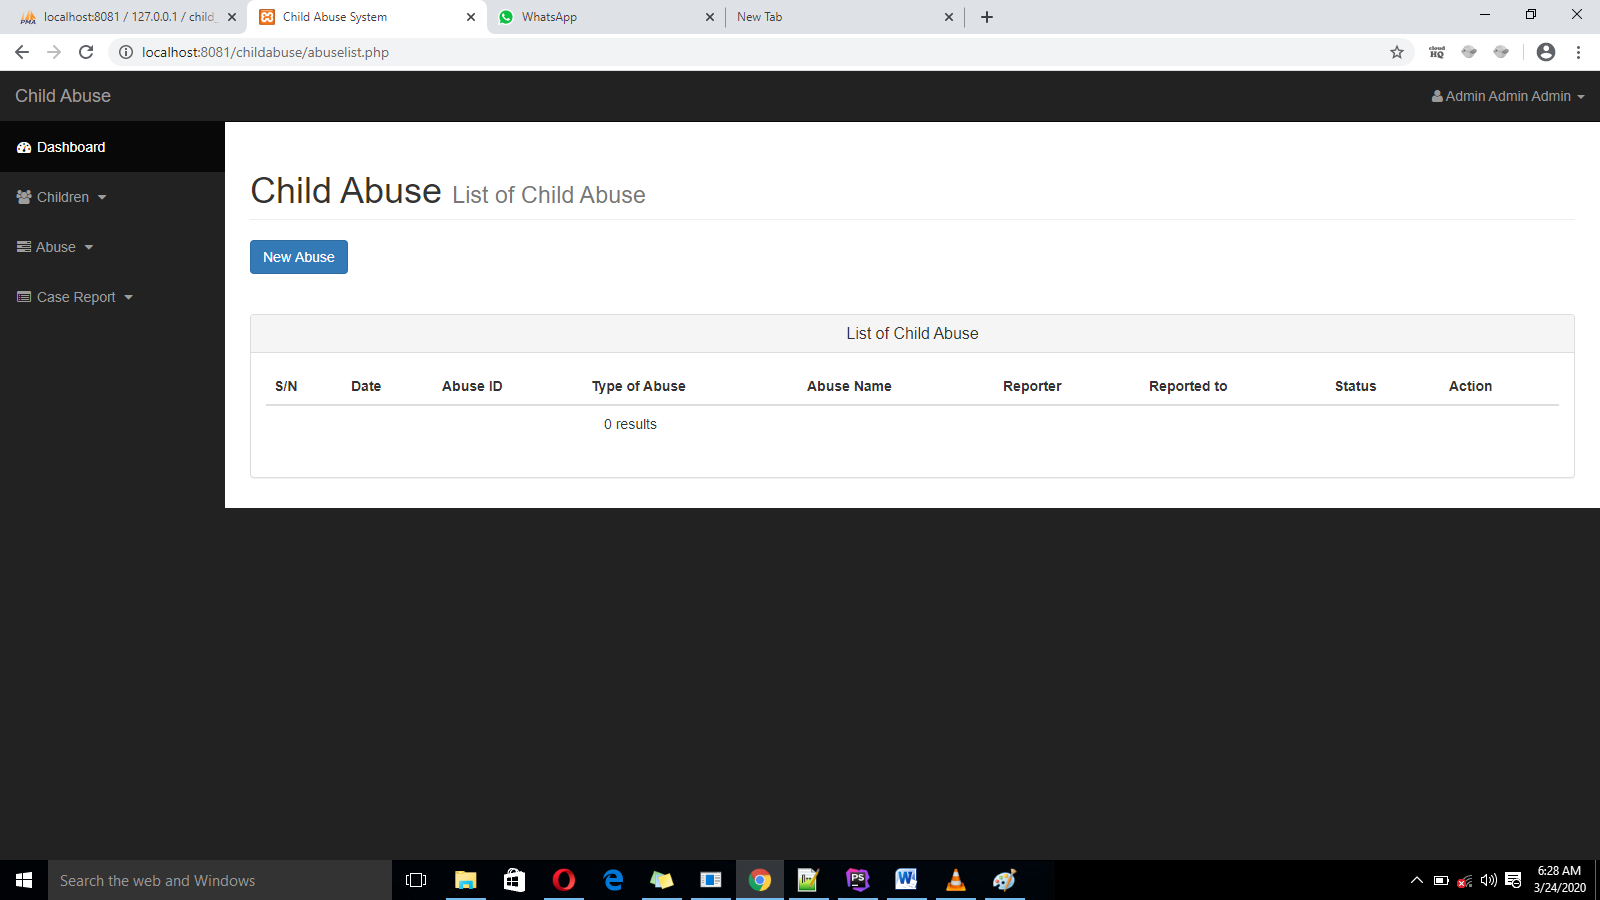 localhost:8081 / 127.0.0.1 / child_
Child Abuse System
WhatsApp
New Tab
localhost:8081/childabuse/abuselist.php
cloud HQ
Child Abuse
Admin Admin Admin
Dashboard
Children
Abuse
Case Report
Child Abuse List of Child Abuse
New Abuse
List of Child Abuse
S/N Date Abuse ID Type of Abuse Abuse Name Reporter Reported to Status Action
0 results
Search the web and Windows
6:28 AM
3/24/2020